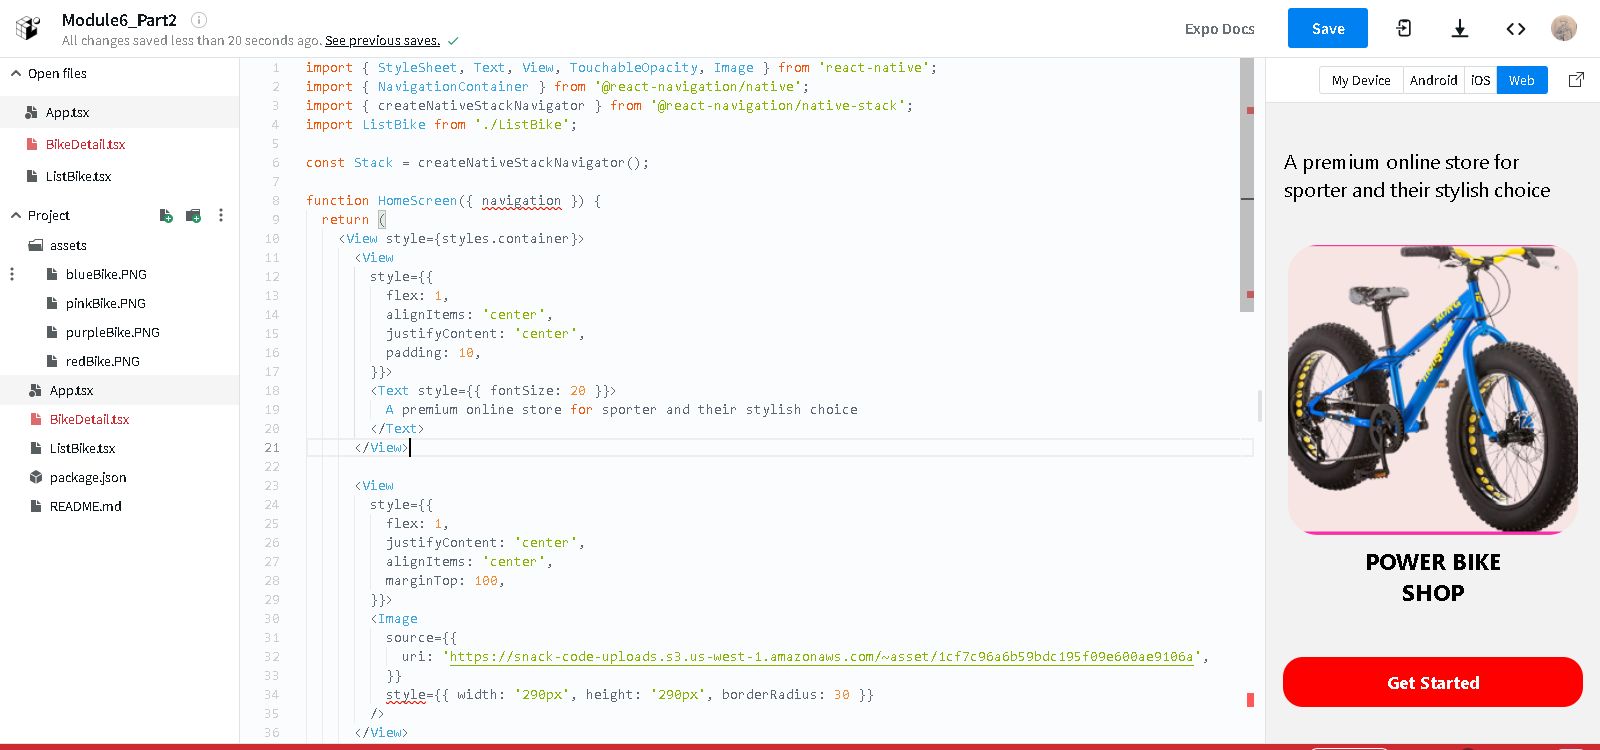 Module6_Part2
All changes saved less than 20 seconds ago. See previous saves.
Expo Docs
Save
Open files
App.tsx
BikeDetail.tsx
ListBike.tsx
Project
assets
blueBike.PNG
pinkBike.PNG
purpleBike.PNG
redBike.PNG
App.tsx
BikeDetail.tsx
ListBike.tsx
package.json
README.md
1 import { StyleSheet, Text, View, TouchableOpacity, Image } from 'react-native';
2 import { NavigationContainer } from '@react-navigation/native';
3 import { createNativeStackNavigator } from '@react-navigation/native-stack';
4 import ListBike from './ListBike';
5
6 const Stack = createNativeStackNavigator();
7
8 function HomeScreen({ navigation }) {
9 return (
10 <View style={styles.container}>
11 <View
12 style={{
13 flex: 1,
14 alignItems: 'center',
15 justifyContent: 'center',
16 padding: 10,
17 }}>
18 <Text style={{ fontSize: 20 }}>
19 A premium online store for sporter and their stylish choice
20 </Text>
21 </View>
22
23 <View
24 style={{
25 flex: 1,
26 justifyContent: 'center',
27 alignItems: 'center',
28 marginTop: 100,
29 }}>
30 <Image
31 source={{
32 uri: 'https://snack-code-uploads.s3.us-west-1.amazonaws.com/~asset/1cf7c96a6b59bdc195f09e600ae9106a',
33 }}
34 style={{ width: '290px', height: '290px', borderRadius: 30 }}
35 />
36 </View>
My Device
Android
iOS
Web
A premium online store for
sporter and their stylish choice
POWER BIKE
SHOP
Get Started